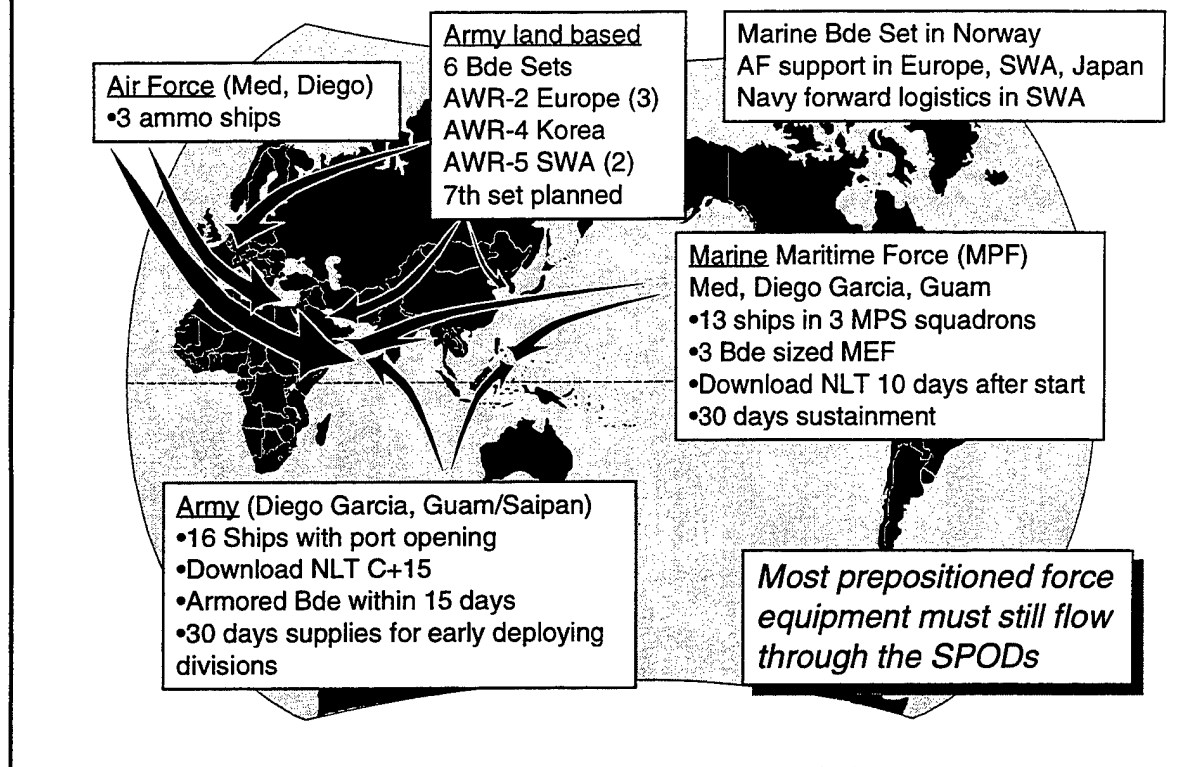 Air Force (Med, Diego)
•3 ammo ships
Army land based
6 Bde Sets
AWR-2 Europe (3)
AWR-4 Korea
AWR-5 SWA (2)
7th set planned
Marine Bde Set in Norway
AF support in Europe, SWA, Japan
Navy forward logistics in SWA
Marine Maritime Force (MPF)
Med, Diego Garcia, Guam
•13 ships in 3 MPS squadrons
•3 Bde sized MEF
•Download NLT 10 days after start
•30 days sustainment
Army (Diego Garcia, Guam/Saipan)
•16 Ships with port opening
•Download NLT C+15
•Armored Bde within 15 days
•30 days supplies for early deploying
divisions
Most prepositioned force
equipment must still flow
through the SPODs